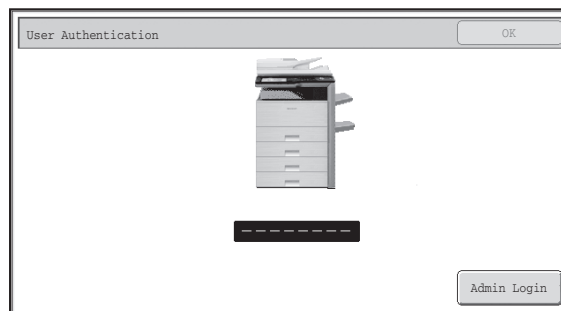 User Authentication
OK
--------
Admin Login